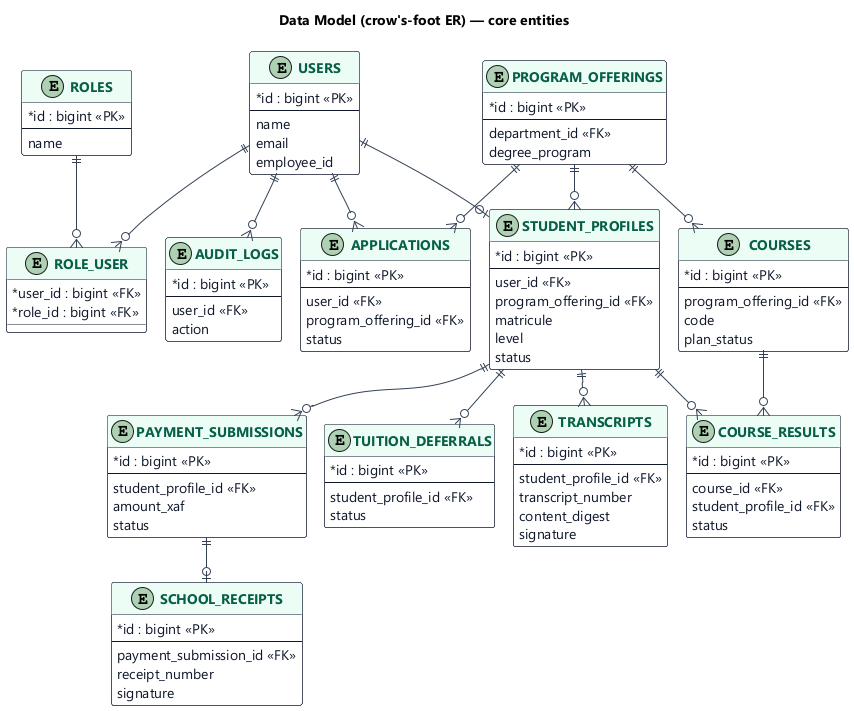 Data Model (crow's-foot ER) — core entities
E ROLES
*id : bigint «PK»
name
E USERS
*id : bigint «PK»
name
email
employee_id
E PROGRAM_OFFERINGS
*id : bigint «PK»
department_id «FK»
degree_program
E ROLE_USER
*user_id : bigint «FK»
*role_id : bigint «FK»
E AUDIT_LOGS
*id : bigint «PK»
user_id «FK»
action
E APPLICATIONS
*id : bigint «PK»
user_id «FK»
program_offering_id «FK»
status
E STUDENT_PROFILES
*id : bigint «PK»
user_id «FK»
program_offering_id «FK»
matricule
level
status
E COURSES
*id : bigint «PK»
program_offering_id «FK»
code
plan_status
E PAYMENT_SUBMISSIONS
*id : bigint «PK»
student_profile_id «FK»
amount_xaf
status
E TUITION_DEFERRALS
*id : bigint «PK»
student_profile_id «FK»
status
E TRANSCRIPTS
*id : bigint «PK»
student_profile_id «FK»
transcript_number
content_digest
signature
E COURSE_RESULTS
*id : bigint «PK»
course_id «FK»
student_profile_id «FK»
status
E SCHOOL_RECEIPTS
*id : bigint «PK»
payment_submission_id «FK»
receipt_number
signature